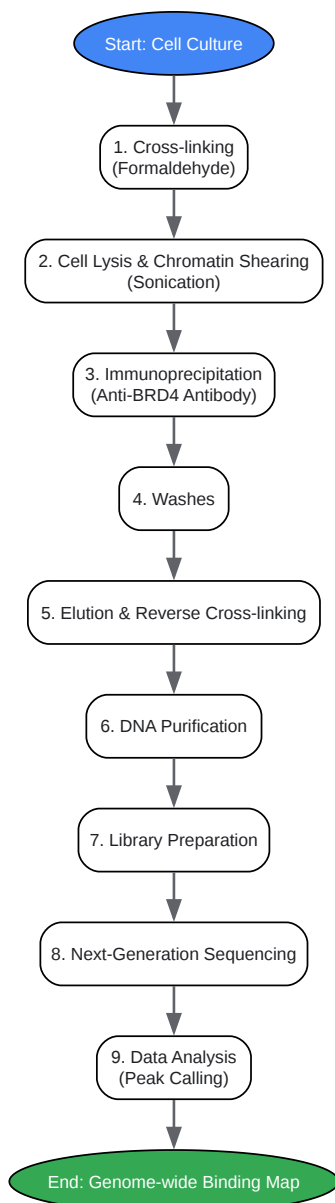 Start: Cell Culture
1. Cross-linking
(Formaldehyde)
2. Cell Lysis & Chromatin Shearing
(Sonication)
3. Immunoprecipitation
(Anti-BRD4 Antibody)
4. Washes
5. Elution & Reverse Cross-linking
6. DNA Purification
7. Library Preparation
8. Next-Generation Sequencing
9. Data Analysis
(Peak Calling)
End: Genome-wide Binding Map